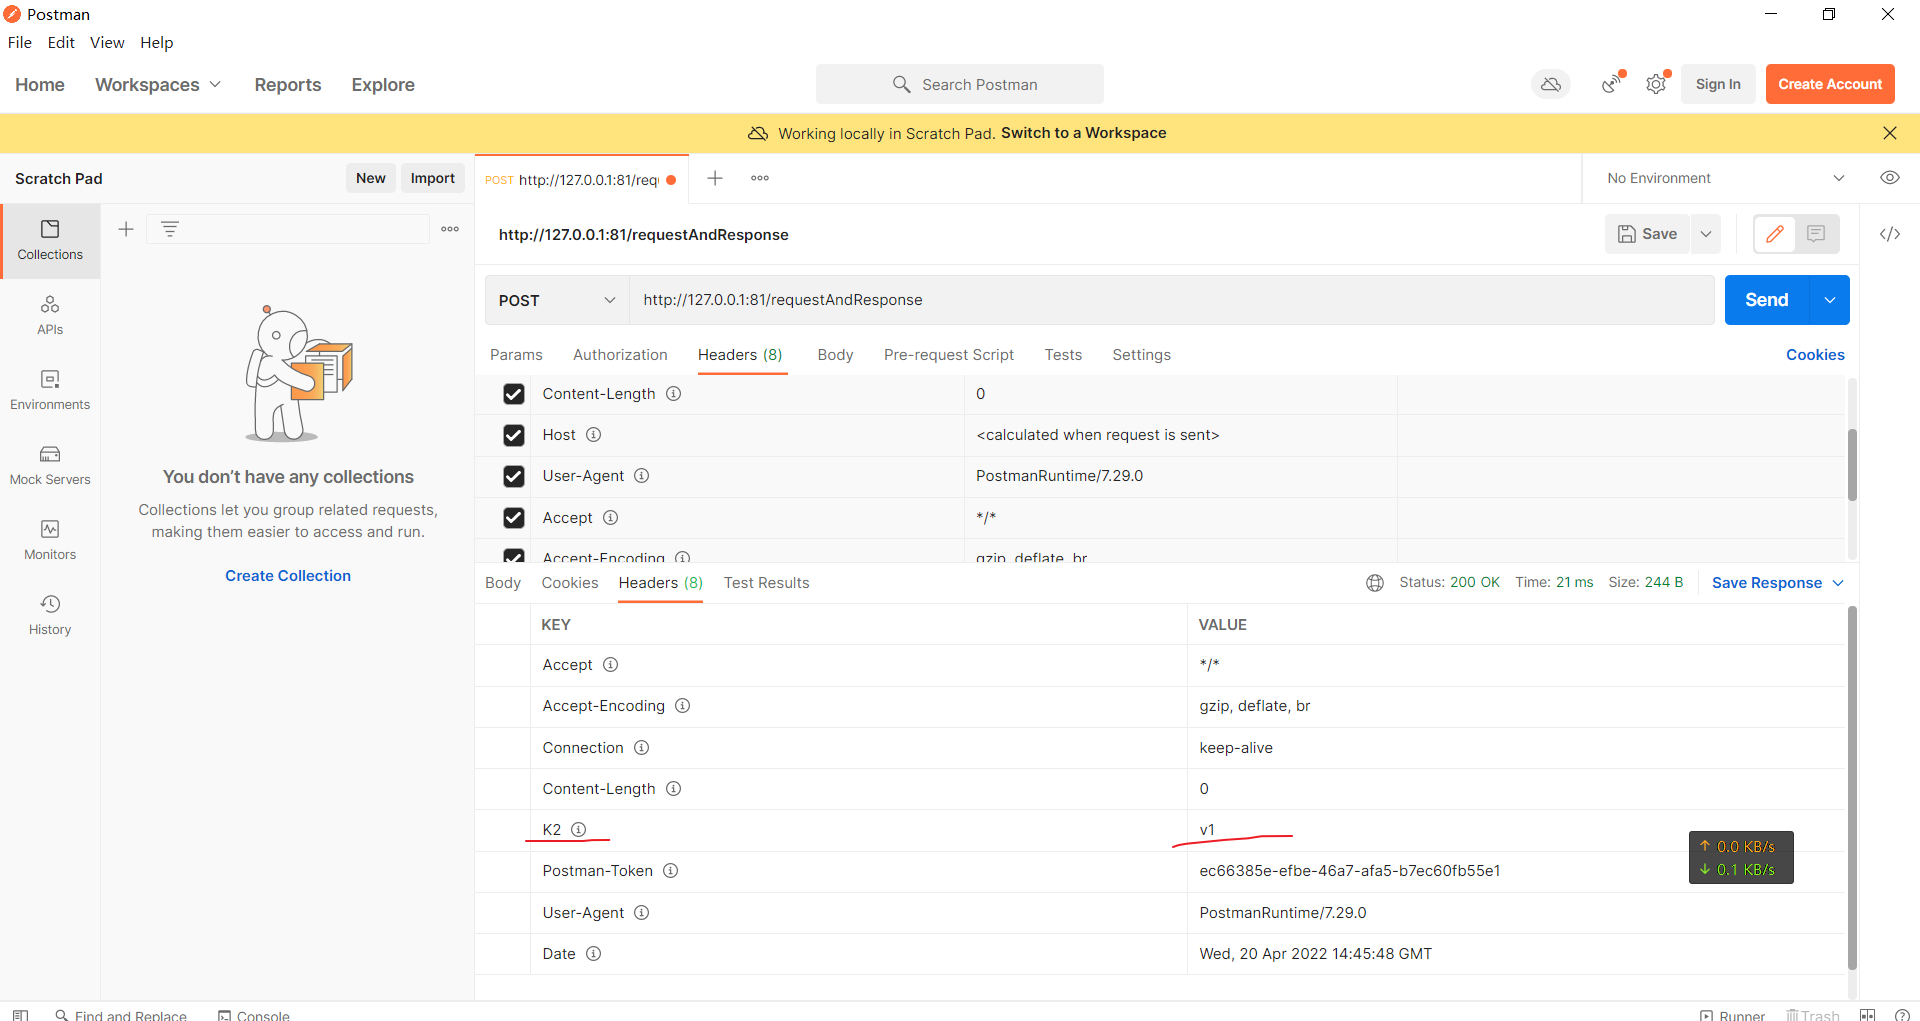 Postman
File Edit View Help
Home Workspaces Reports Explore Search Postman Sign In Create Account
Working locally in Scratch Pad. Switch to a Workspace
Scratch Pad New Import POST http://127.0.0.1:81/req No Environment
Collections
APIs
Environments
Mock Servers
Monitors
History
You don't have any collections
Collections let you group related requests,
making them easier to access and run.
Create Collection
http://127.0.0.1:81/requestAndResponse Save
POST http://127.0.0.1:81/requestAndResponse Send
Params Authorization Headers (8) Body Pre-request Script Tests Settings Cookies
Content-Length 0
Host <calculated when request is sent>
User-Agent PostmanRuntime/7.29.0
Accept */*
Accept-Encoding gzip, deflate, br
Body Cookies Headers (8) Test Results Status: 200 OK Time: 21 ms Size: 244 B Save Response
KEY VALUE
Accept */*
Accept-Encoding gzip, deflate, br
Connection keep-alive
Content-Length 0
K2 v1
Postman-Token ec66385e-efbe-46a7-afa5-b7ec60fb55e1
User-Agent PostmanRuntime/7.29.0
Date Wed, 20 Apr 2022 14:45:48 GMT
↑ 0.0 KB/s
↓ 0.1 KB/s
Find and Replace Console Runner Trash